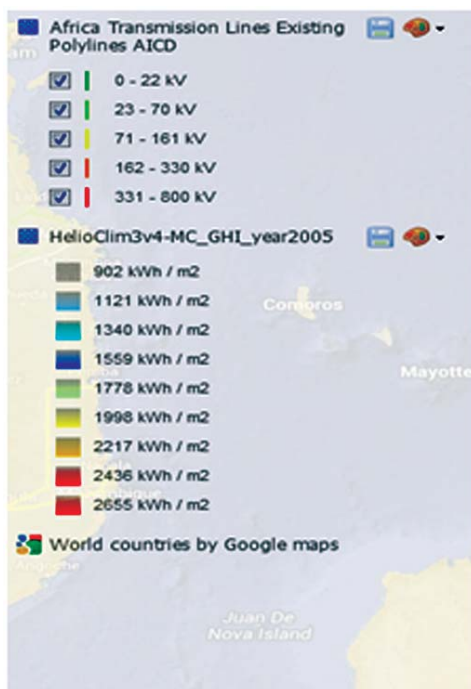 Africa Transmission Lines Existing
Polylines AICD
0 - 22 kV
23 - 70 kV
71 - 161 kV
162 - 330 kV
331 - 800 kV
HelioClim3v4-MC_GHI_year2005
902 kWh / m2
1121 kWh / m2
1340 kWh / m2
Comoros
1559 kWh / m2
Mayotte
1778 kWh / m2
1998 kWh / m2
2217 kWh / m2
2436 kWh / m2
2655 kWh / m2
World countries by Google maps
Angoche
Juan De
Nova Island